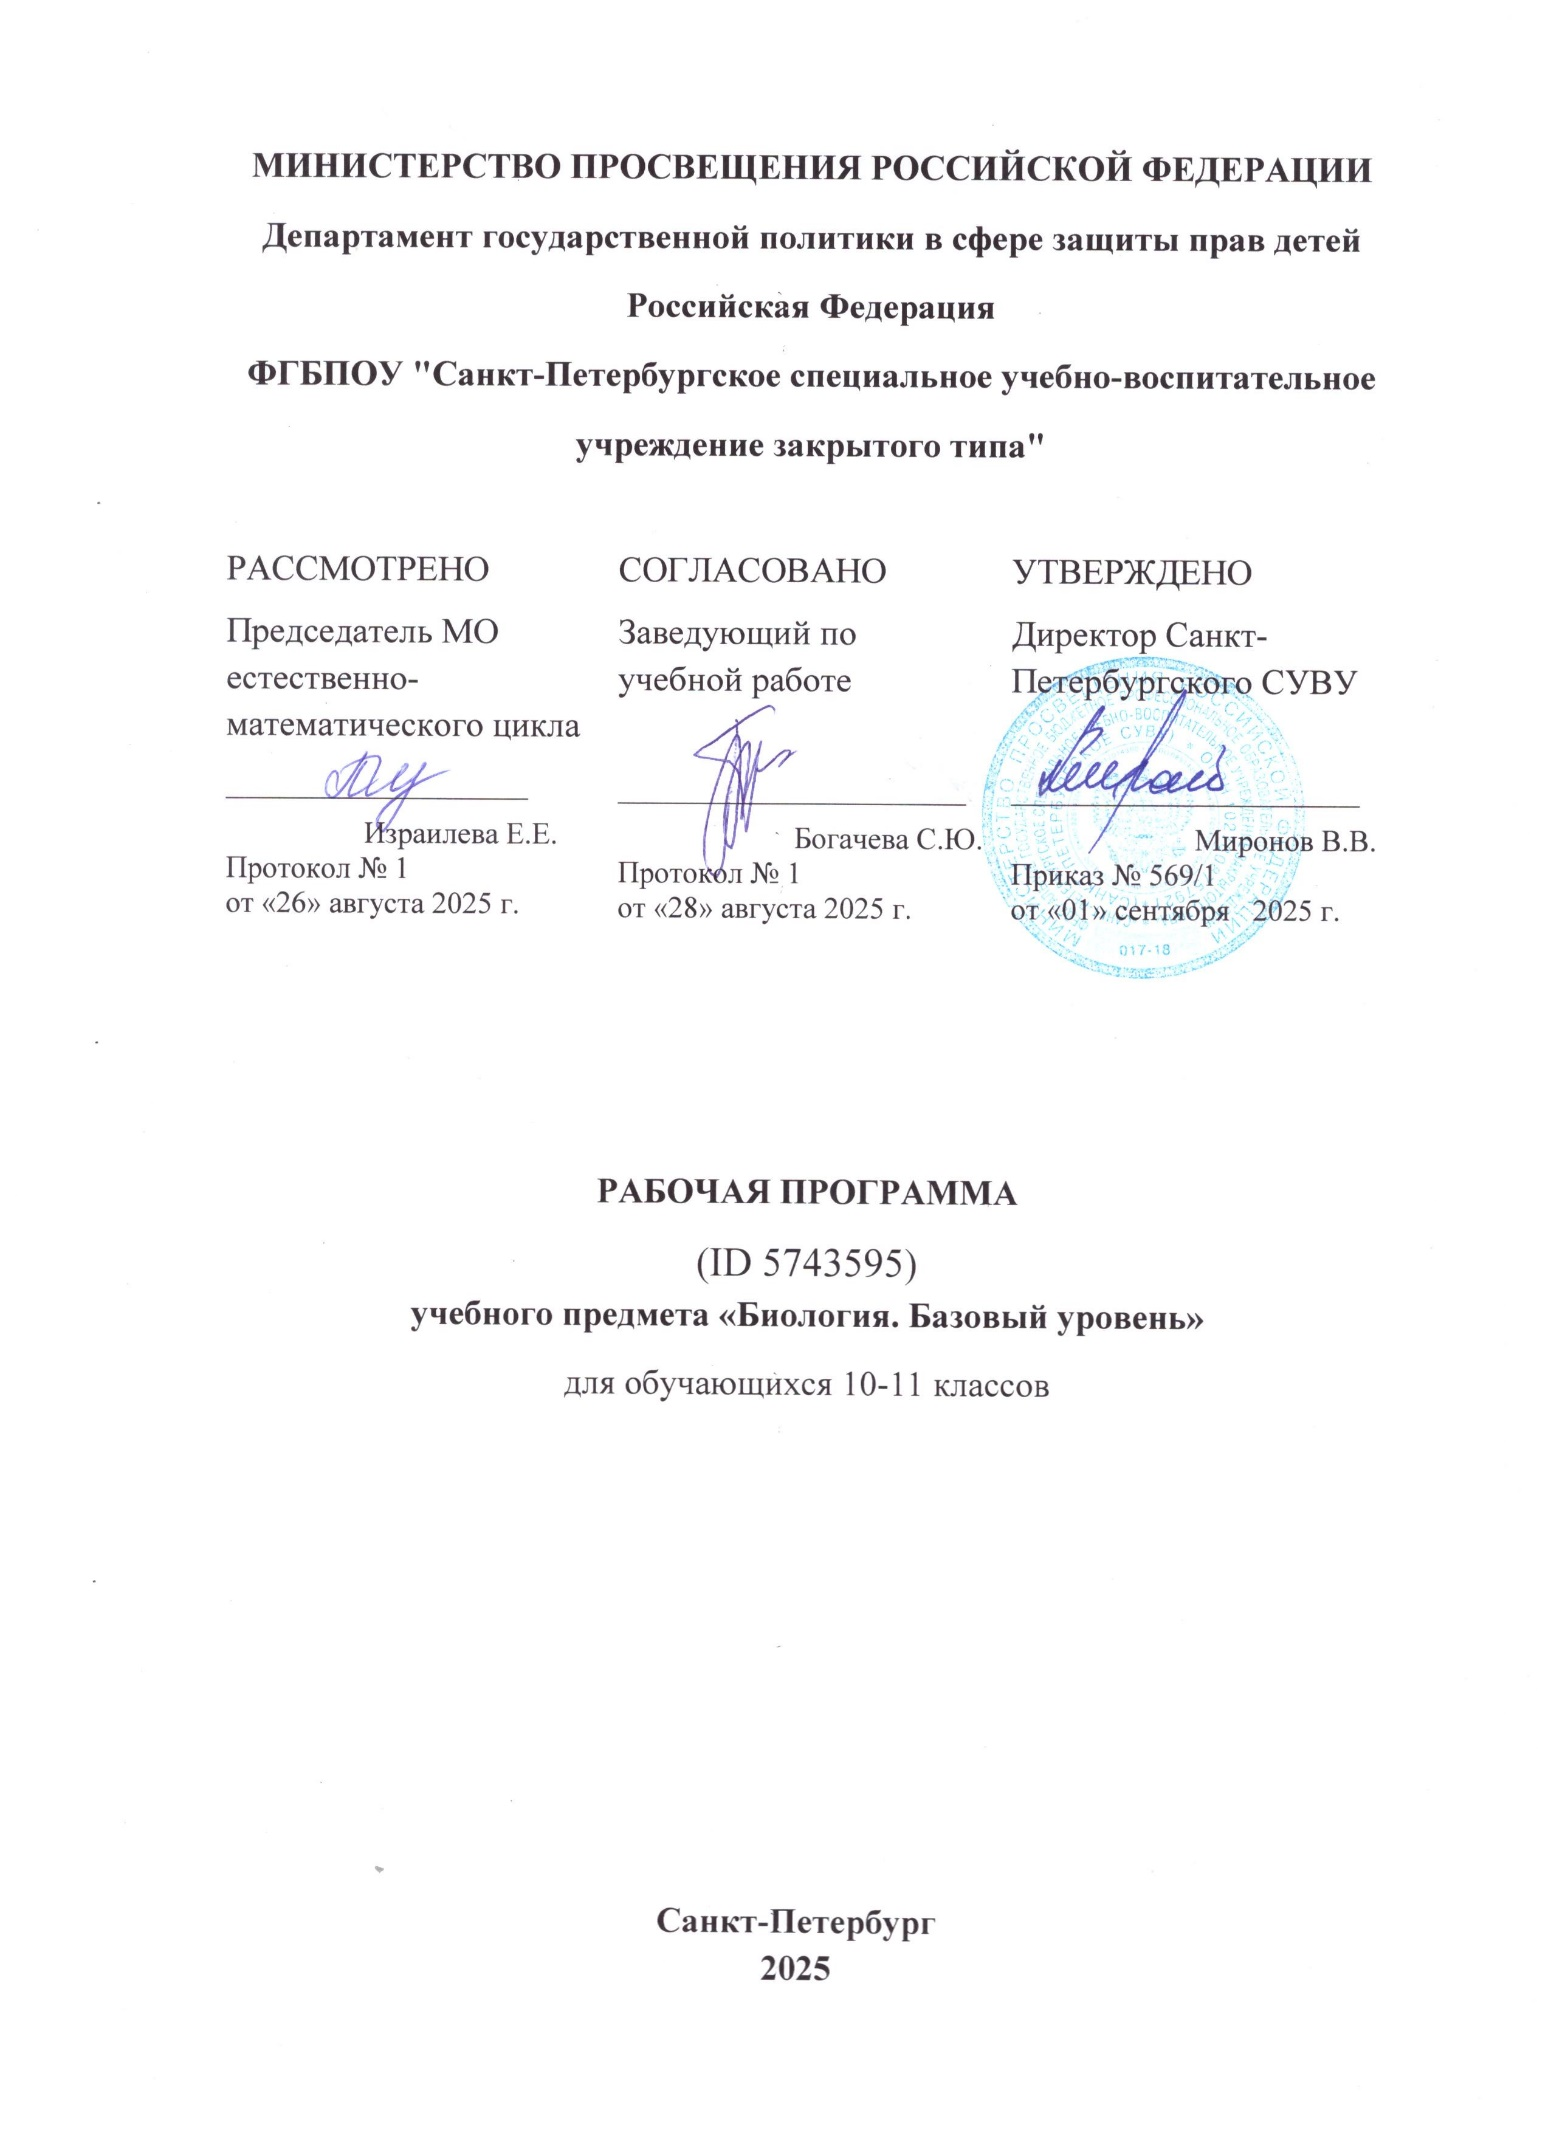 МИНИСТЕРСТВО ПРОСВЕЩЕНИЯ РОССИЙСКОЙ ФЕДЕРАЦИИ
Департамент государственной политики в сфере защиты прав детей
Российская Федерация
ФГБПОУ "Санкт-Петербургское специальное учебно-воспитательное
учреждение закрытого типа"
РАССМОТРЕНО
Председатель МО
естественно-
математического цикла
Израилева Е.Е.
Протокол № 1
от «26» августа 2025 г.
СОГЛАСОВАНО
Заведующий по
учебной работе
Богачева С.Ю.
Протокол № 1
от «28» августа 2025 г.
УТВЕРЖДЕНО
Директор Санкт-
Петербургского СУВУ
Миронов В.В.
Приказ № 569/1
от «01» сентября 2025 г.
017-18
РАБОЧАЯ ПРОГРАММА
(ID 5743595)
учебного предмета «Биология. Базовый уровень»
для обучающихся 10-11 классов
Санкт-Петербург
2025